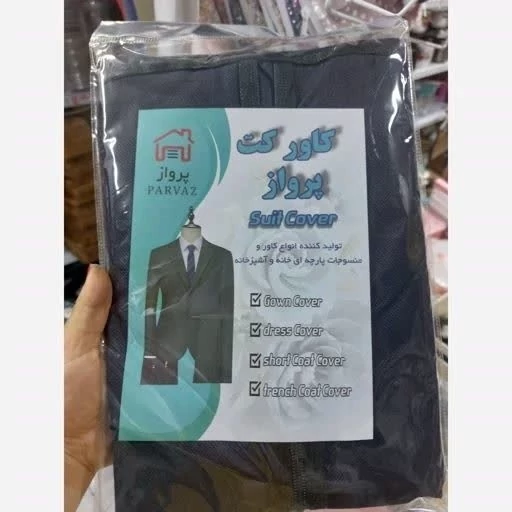 پرواز
PARVAZ
کاور کت
پرواز
Suit Cover
تولید کننده انواع کاور و
منسوجات پارچه ای خانه و آشپزخانه
Gown Cover
dress Cover
short Coat Cover
french Coat Cover